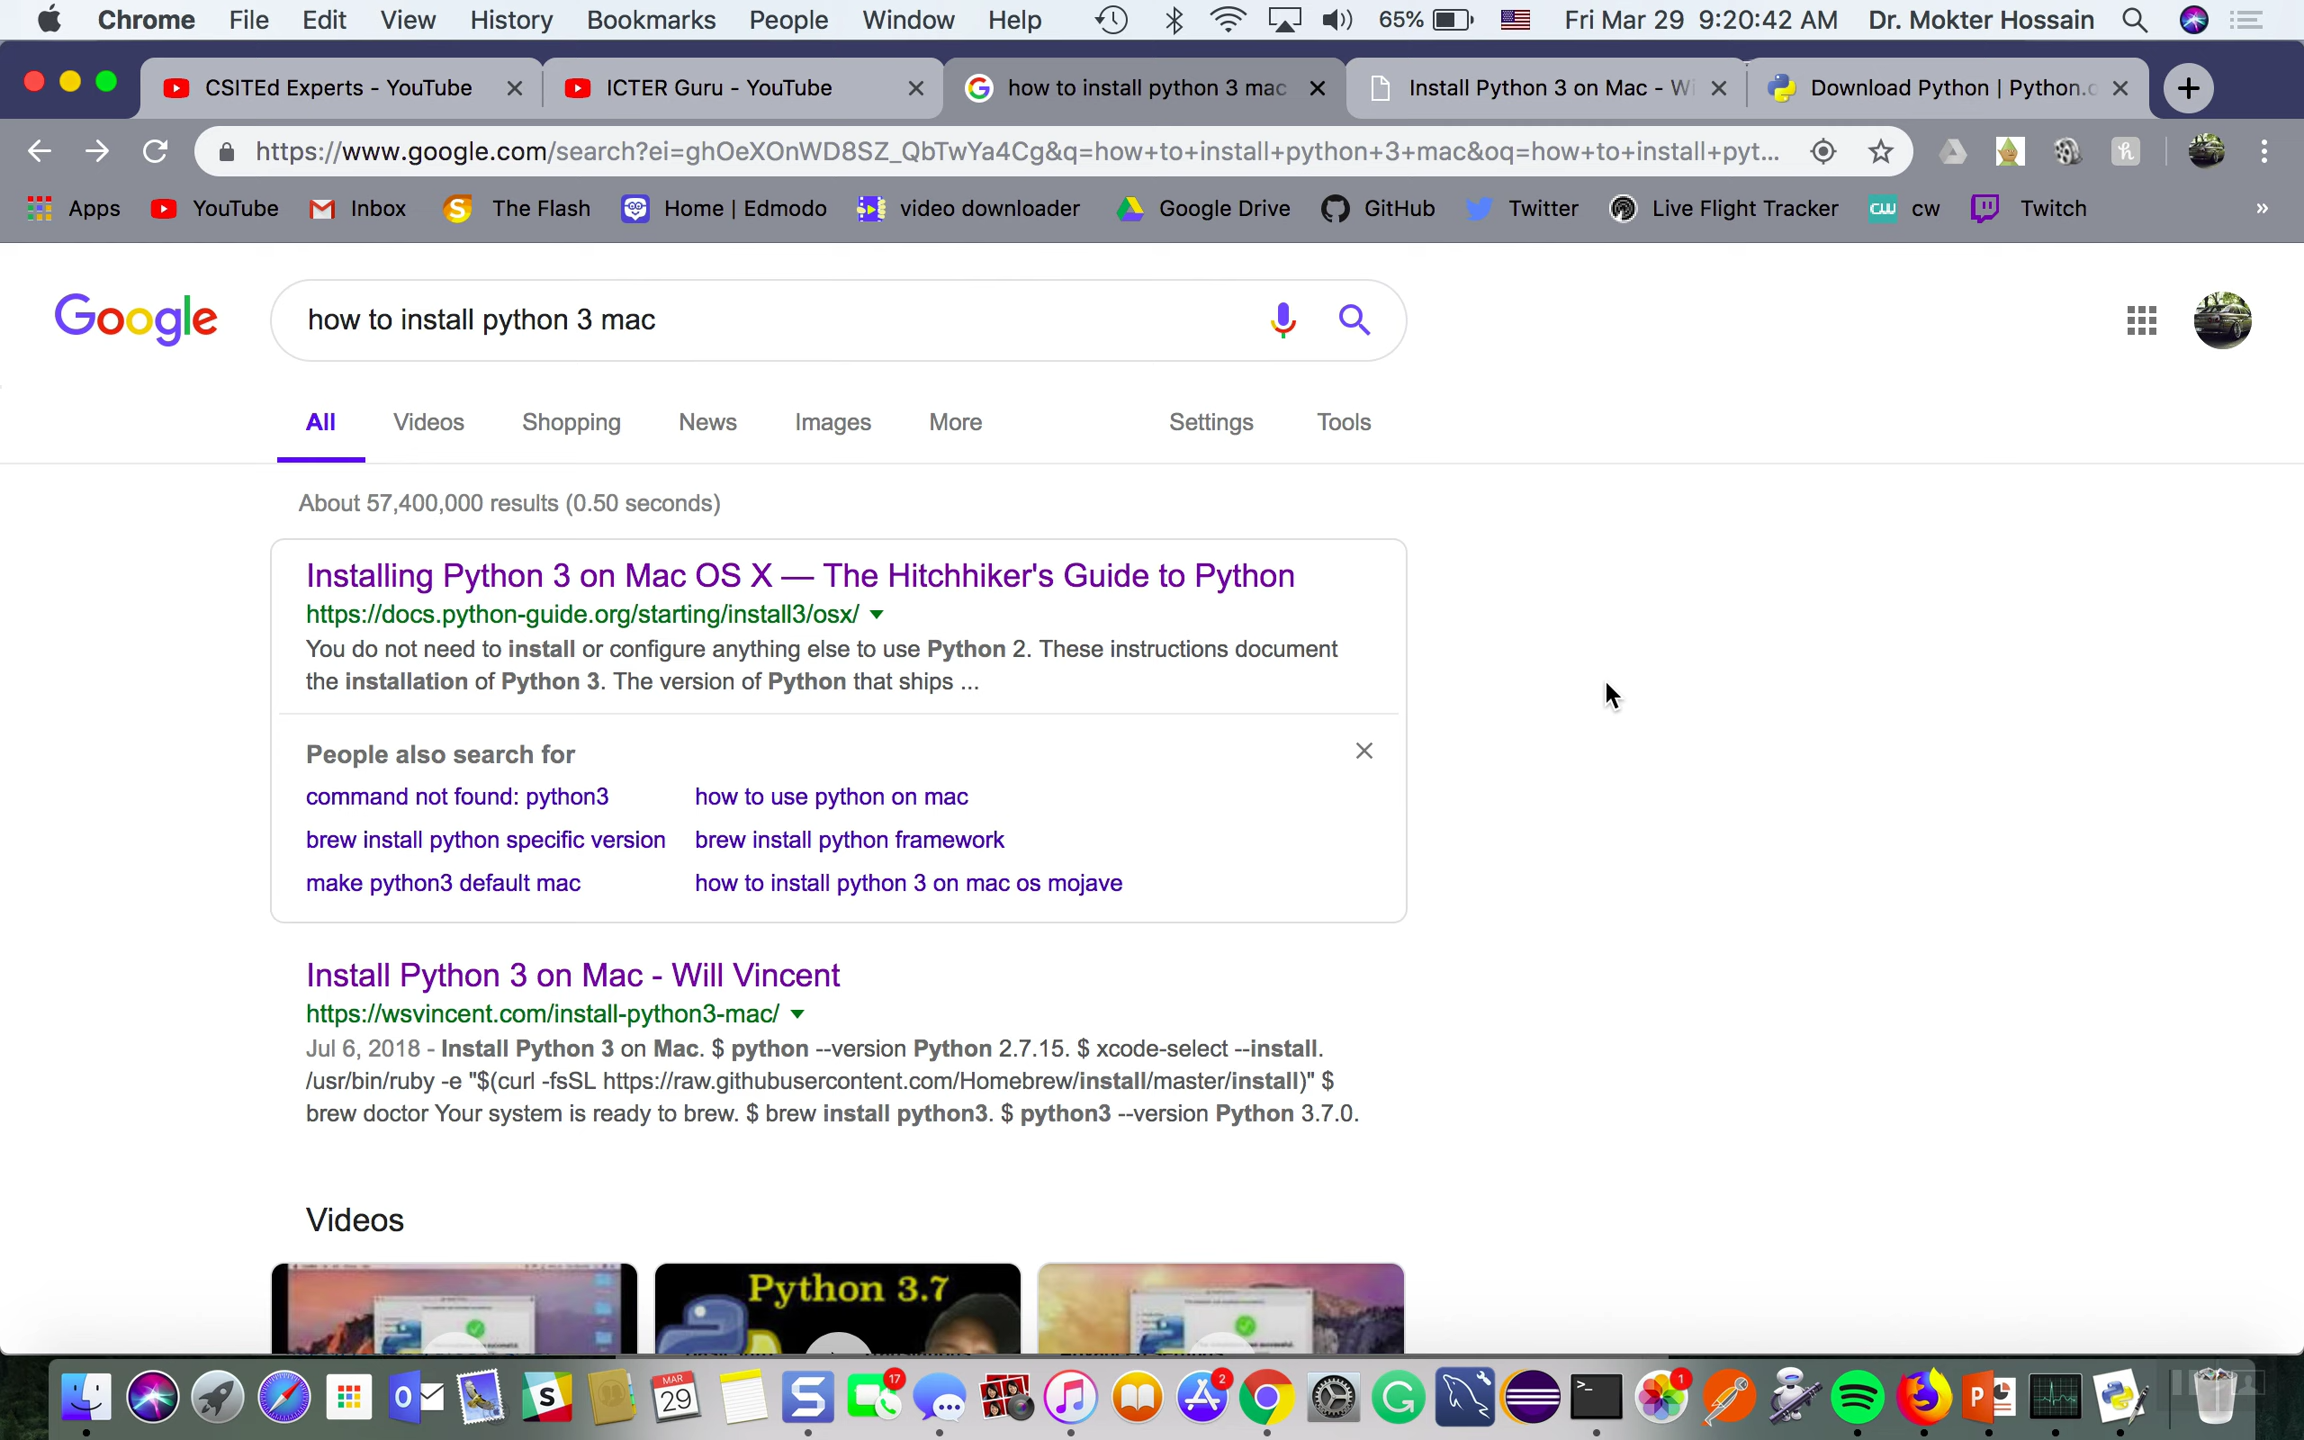 Chrome File Edit View History Bookmarks People Window Help 65% Fri Mar 29 9:20:42 AM Dr. Mokter Hossain
CSITEd Experts - YouTube
ICTER Guru - YouTube
how to install python 3 mac
Install Python 3 on Mac - Wi
Download Python | Python.o
https://www.google.com/search?ei=ghOeXOnWD8SZ_QbTwYa4Cg&q=how+to+install+python+3+mac&oq=how+to+install+pyt...
Apps YouTube Inbox The Flash Home | Edmodo video downloader Google Drive GitHub Twitter Live Flight Tracker cw Twitch »
Google
how to install python 3 mac
All Videos Shopping News Images More Settings Tools
About 57,400,000 results (0.50 seconds)
Installing Python 3 on Mac OS X — The Hitchhiker's Guide to Python
https://docs.python-guide.org/starting/install3/osx/
You do not need to install or configure anything else to use Python 2. These instructions document
the installation of Python 3. The version of Python that ships ...
People also search for
command not found: python3
how to use python on mac
brew install python specific version
brew install python framework
make python3 default mac
how to install python 3 on mac os mojave
Install Python 3 on Mac - Will Vincent
https://wsvincent.com/install-python3-mac/
Jul 6, 2018 - Install Python 3 on Mac. $ python --version Python 2.7.15. $ xcode-select --install.
/usr/bin/ruby -e "$(curl -fsSL https://raw.githubusercontent.com/Homebrew/install/master/install)" $
brew doctor Your system is ready to brew. $ brew install python3. $ python3 --version Python 3.7.0.
Videos
Python 3.7
MAR
29
17
2
1